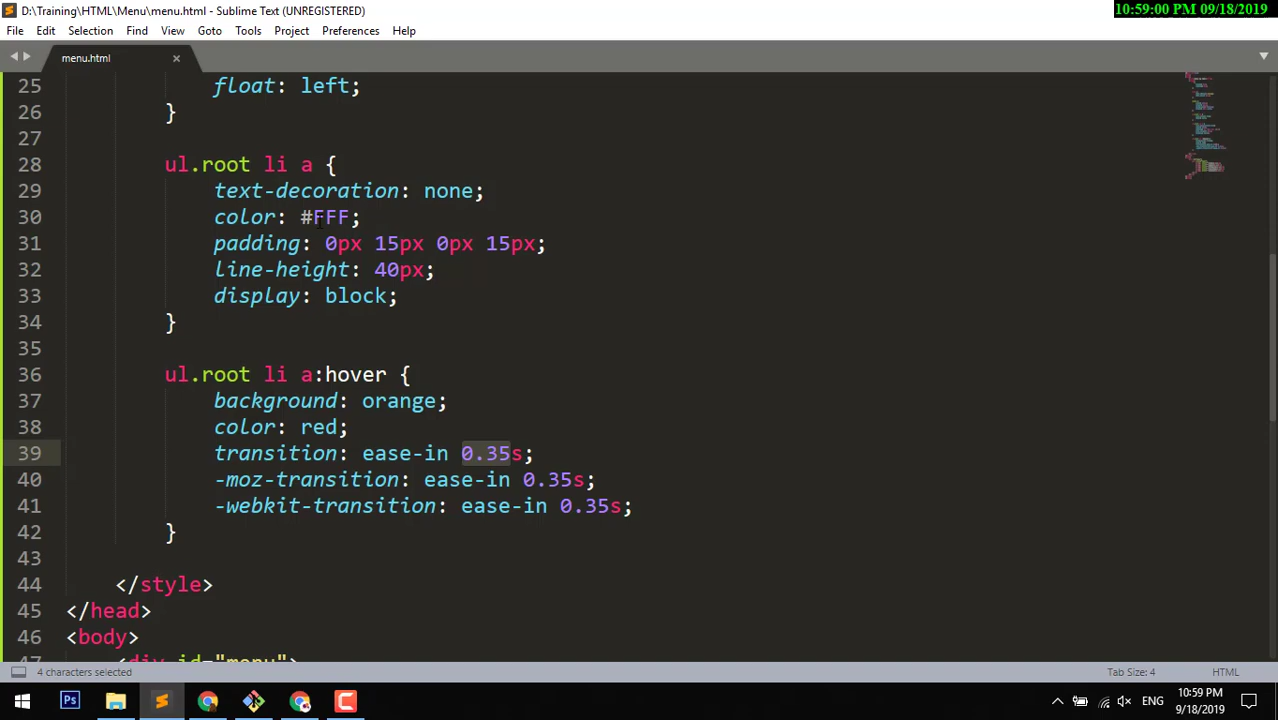 D:\Training\HTML\Menu\menu.html - Sublime Text (UNREGISTERED)
10:59:00 PM 09/18/2019
File Edit Selection Find View Goto Tools Project Preferences Help
menu.html
25 float: left;
26 }
27
28 ul.root li a {
29 text-decoration: none;
30 color: #FFF;
31 padding: 0px 15px 0px 15px;
32 line-height: 40px;
33 display: block;
34 }
35
36 ul.root li a:hover {
37 background: orange;
38 color: red;
39 transition: ease-in 0.35s;
40 -moz-transition: ease-in 0.35s;
41 -webkit-transition: ease-in 0.35s;
42 }
43
44 </style>
45 </head>
46 <body>
47 <div id="menu">
4 characters selected
Tab Size: 4
HTML
Ps
ENG
10:59 PM
9/18/2019